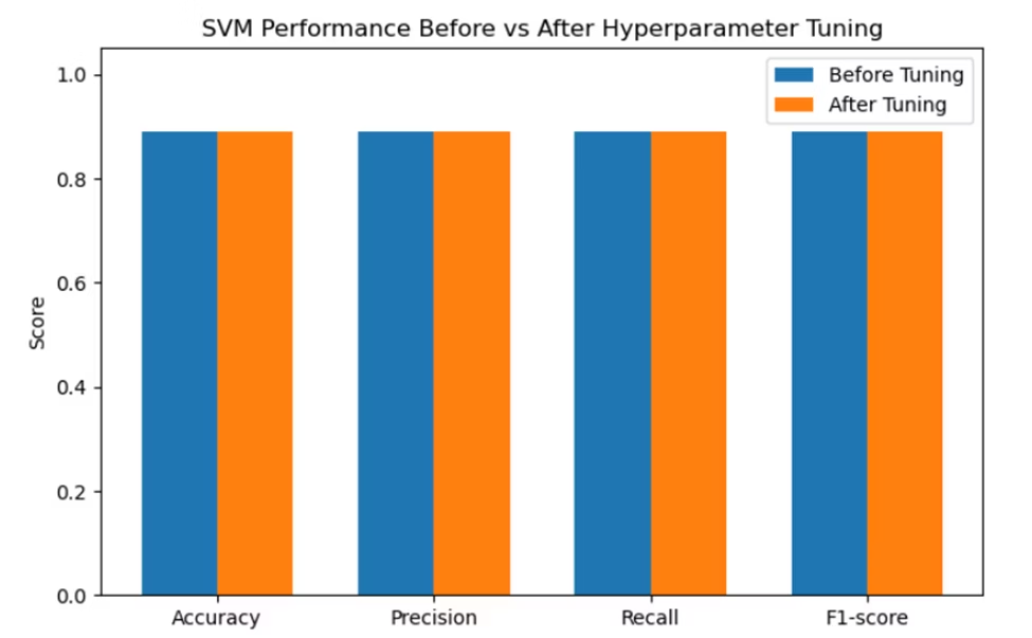 SVM Performance Before vs After Hyperparameter Tuning
Before Tuning
After Tuning
1.0
0.8
0.6
0.4
0.2
0.0
Score
Accuracy Precision Recall F1-score